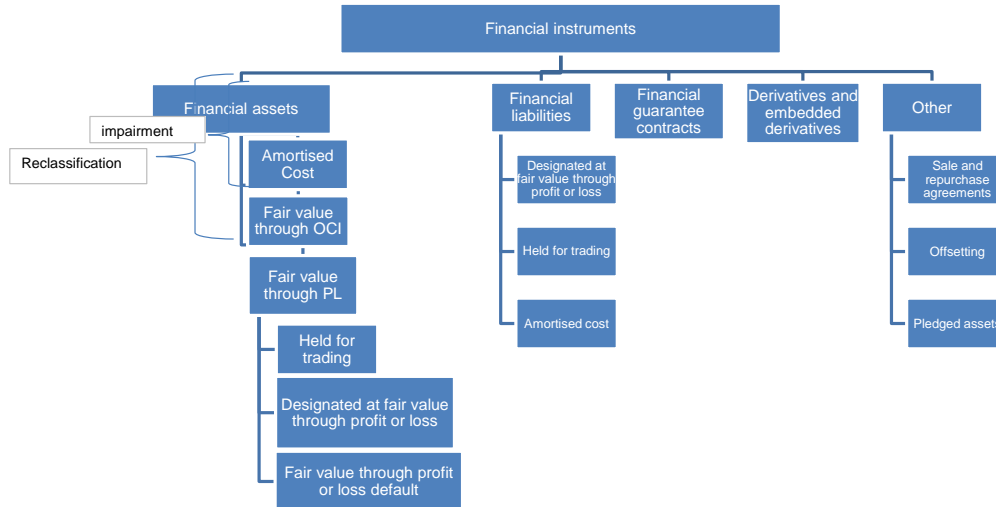 Financial instruments
Financial assets
impairment
Reclassification
Amortised
Cost
Fair value
through OCI
Fair value
through PL
Held for
trading
Designated at fair value
through profit or loss
Fair value through profit
or loss default
Financial
liabilities
Designated at
fair value through
profit or loss
Held for trading
Amortised cost
Financial
guarantee
contracts
Derivatives and
embedded
derivatives
Other
Sale and
repurchase
agreements
Offsetting
Pledged assets